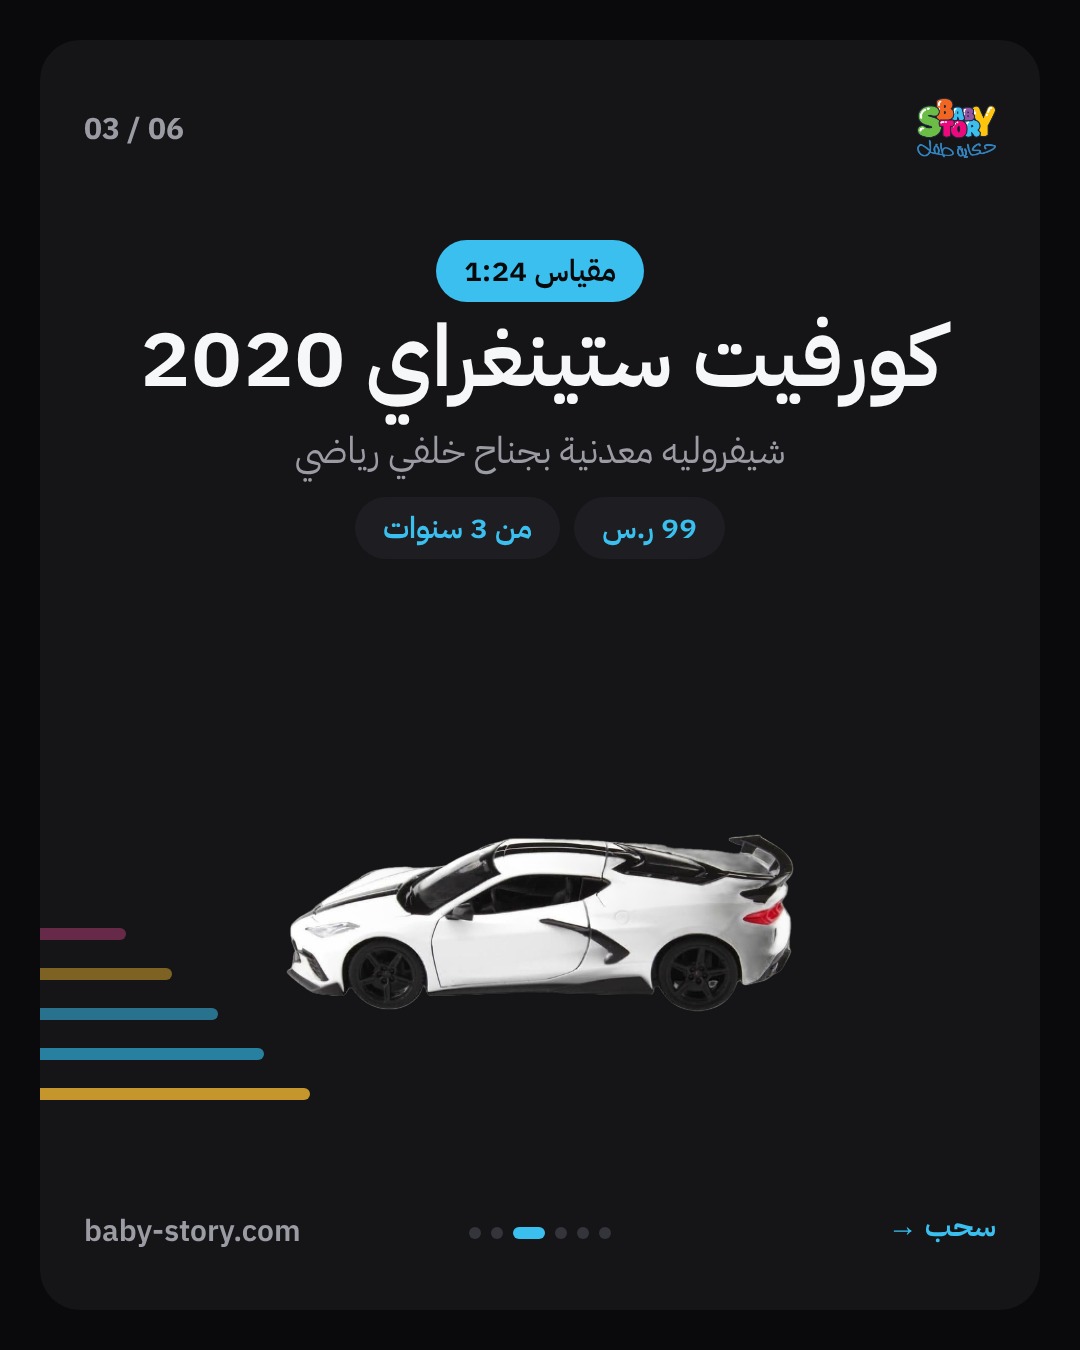 03 / 06
BABY STORY
حكاية طفل
مقياس 1:24
كورفيت ستينغراي 2020
شيفروليه معدنية بجناح خلفي رياضي
99 ر.س
من 3 سنوات
baby-story.com
سحب →